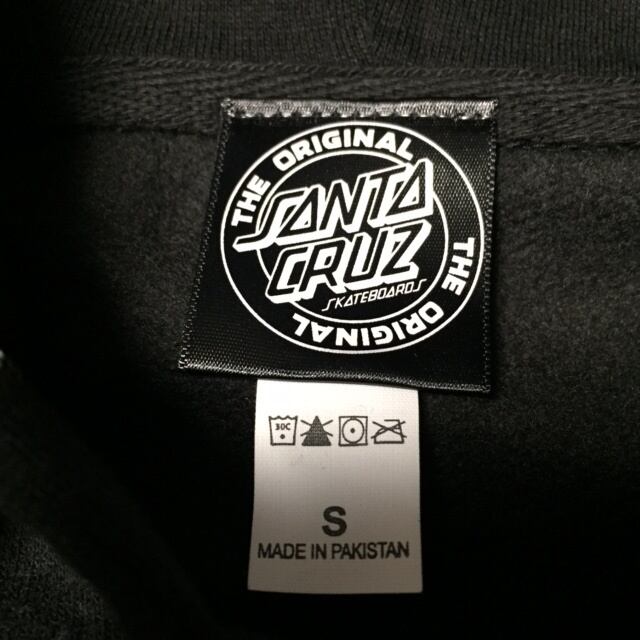 THE ORIGINAL
SANTA
CRUZ
SKATEBOARDS
THE ORIGINAL
30C
S
MADE IN PAKISTAN